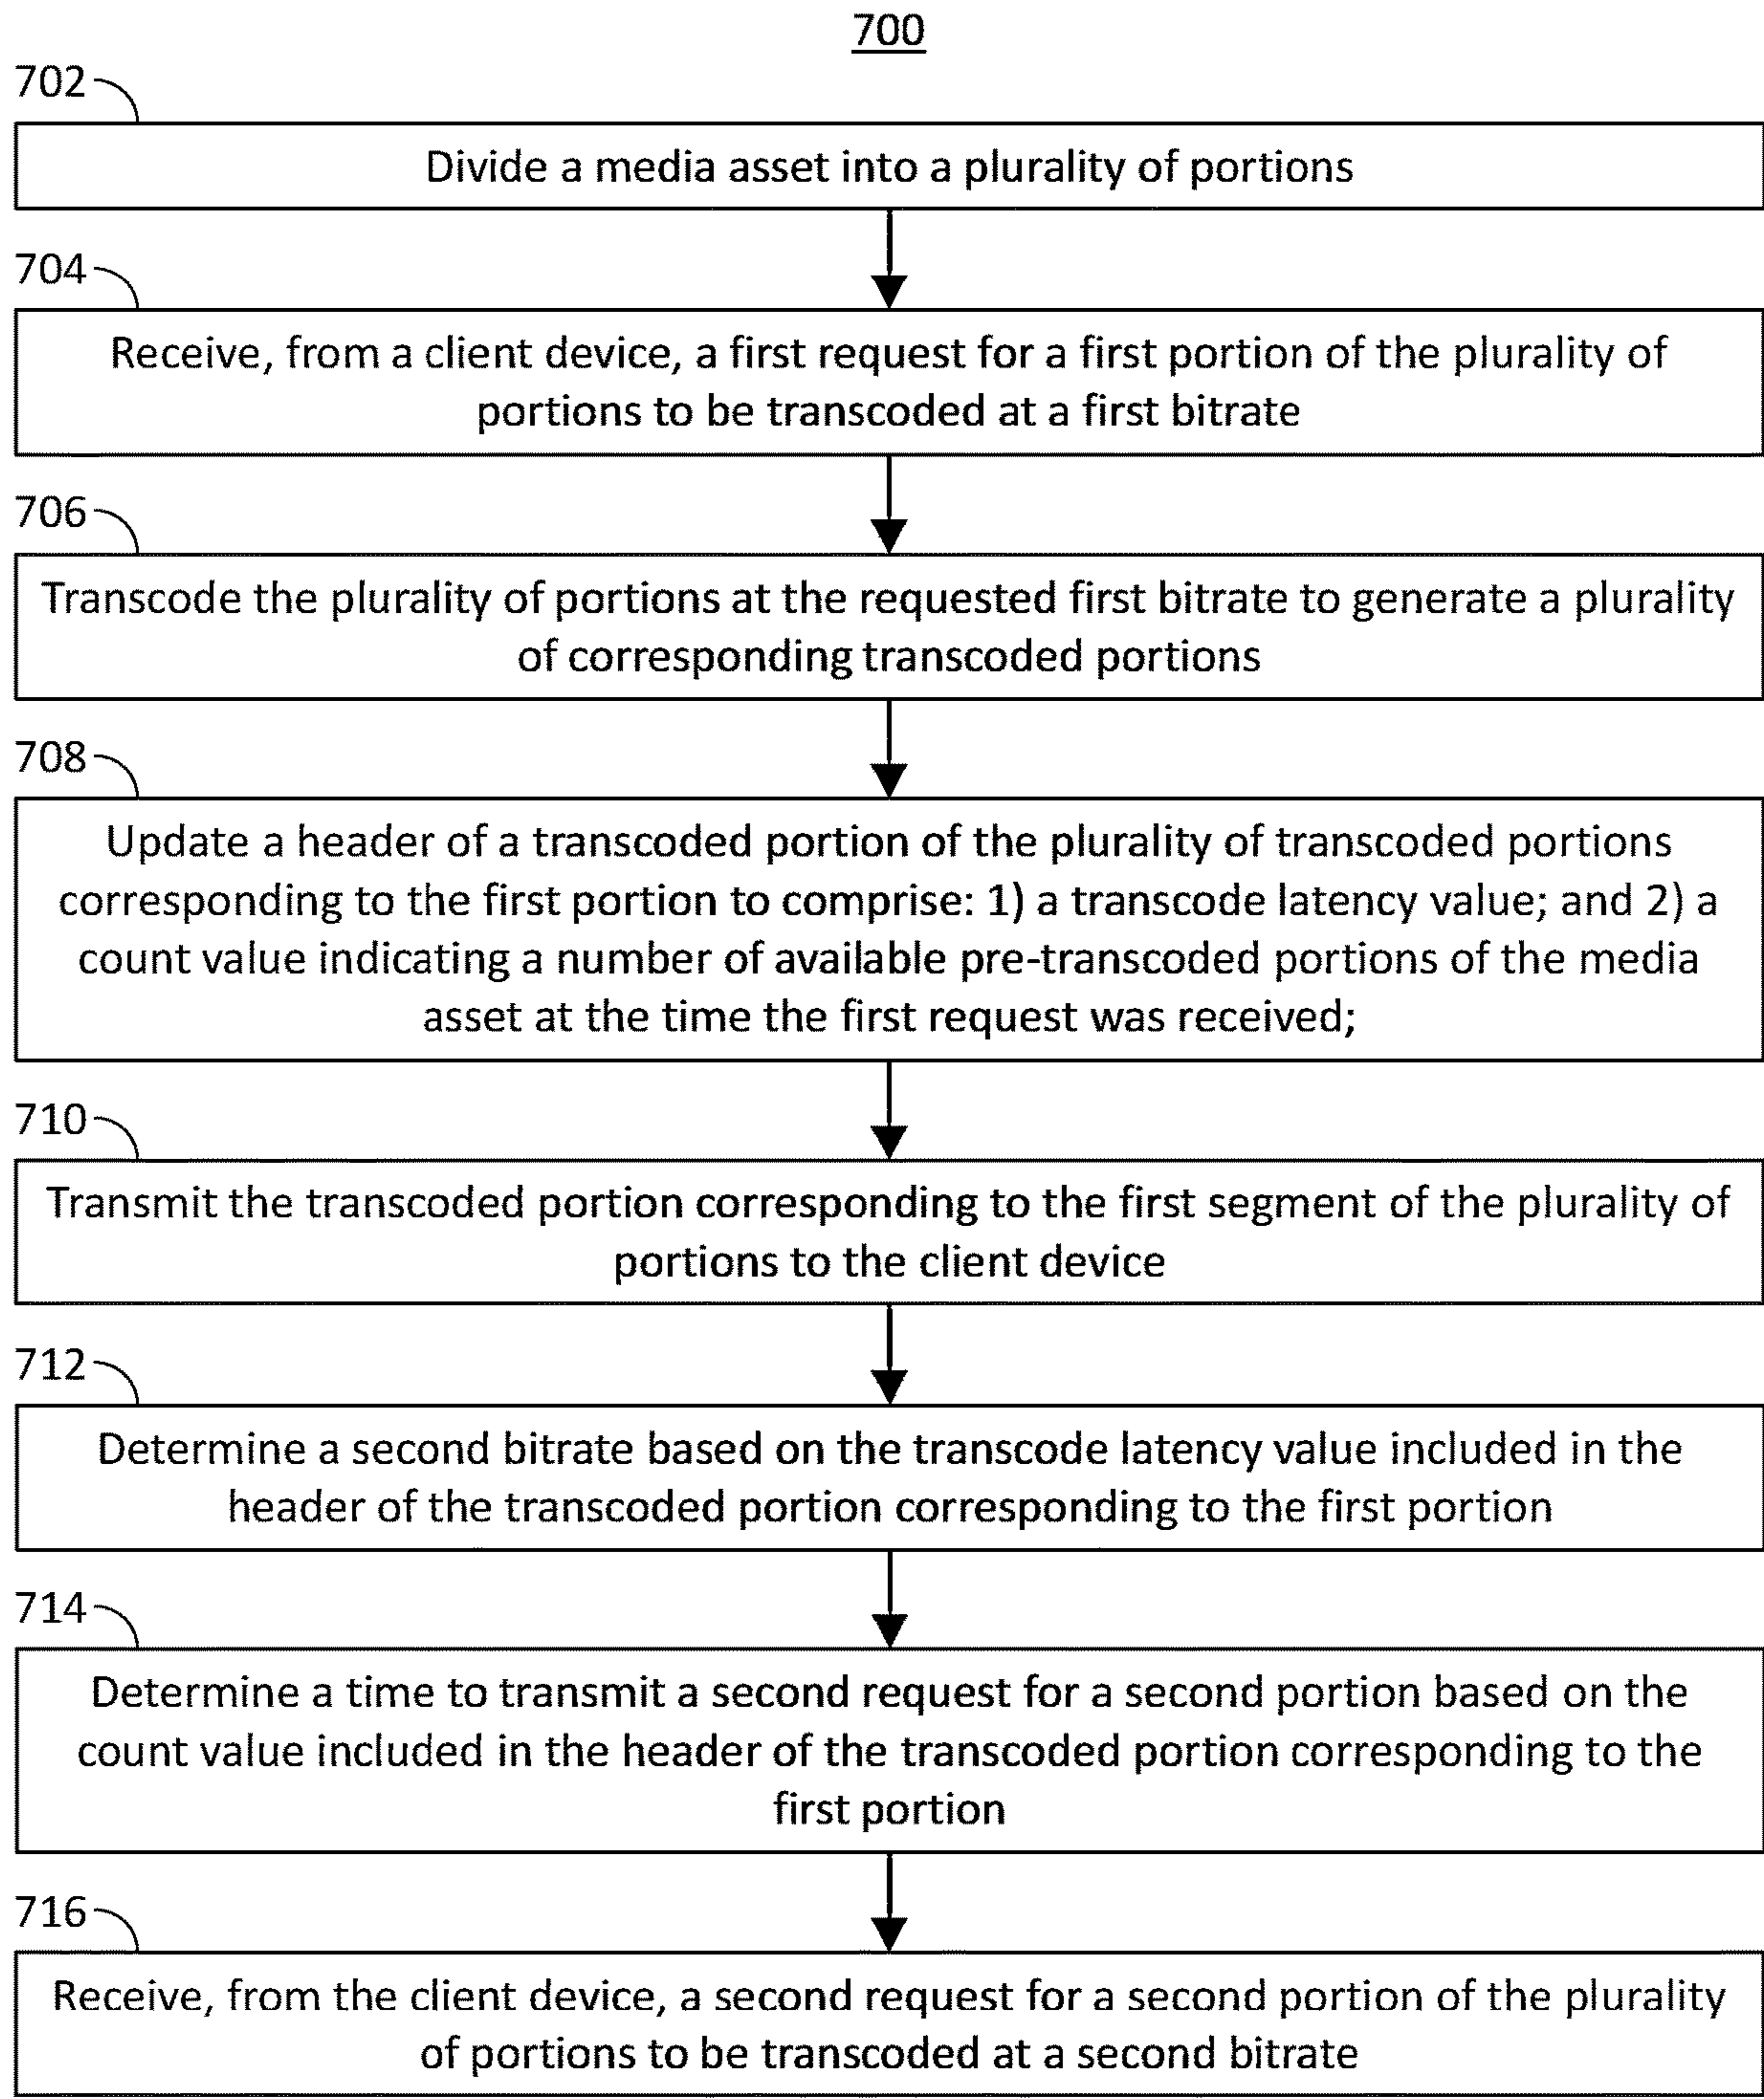 700
702
Divide a media asset into a plurality of portions
704
Receive, from a client device, a first request for a first portion of the plurality of
portions to be transcoded at a first bitrate
706
Transcode the plurality of portions at the requested first bitrate to generate a plurality
of corresponding transcoded portions
708
Update a header of a transcoded portion of the plurality of transcoded portions
corresponding to the first portion to comprise: 1) a transcode latency value; and 2) a
count value indicating a number of available pre-transcoded portions of the media
asset at the time the first request was received;
710
Transmit the transcoded portion corresponding to the first segment of the plurality of
portions to the client device
712
Determine a second bitrate based on the transcode latency value included in the
header of the transcoded portion corresponding to the first portion
714
Determine a time to transmit a second request for a second portion based on the
count value included in the header of the transcoded portion corresponding to the
first portion
716
Receive, from the client device, a second request for a second portion of the plurality
of portions to be transcoded at a second bitrate